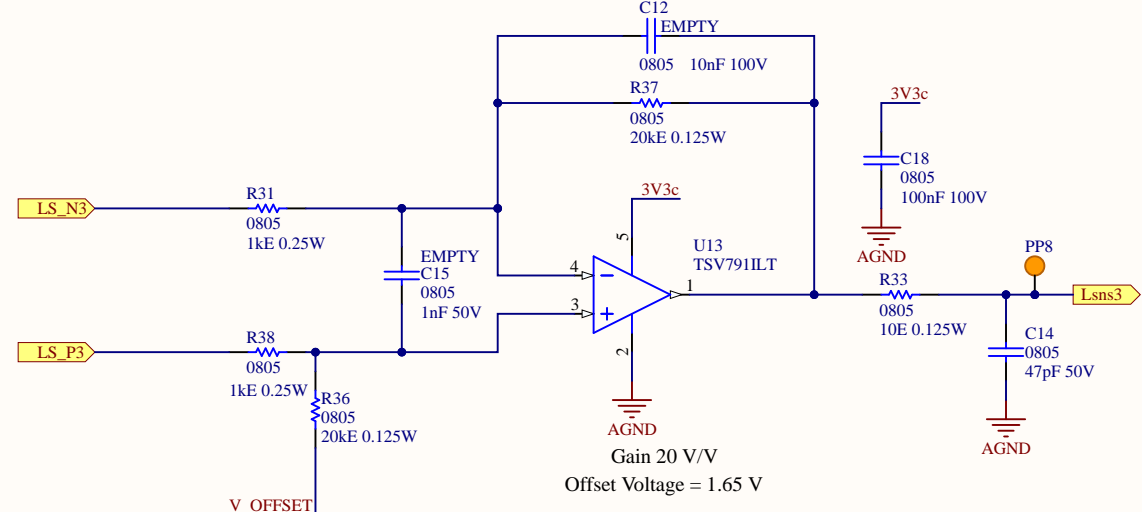 C12
EMPTY
0805 10nF 100V
R37
0805
20kE 0.125W
3V3c
C18
0805
100nF 100V
AGND
LS_N3
R31
0805
1kE 0.25W
EMPTY
C15
0805
1nF 50V
3V3c
5
U13
TSV791ILT
4
3
1
2
AGND
Gain 20 V/V
Offset Voltage = 1.65 V
R33
0805
10E 0.125W
PP8
Lsns3
C14
0805
47pF 50V
AGND
LS_P3
R38
0805
1kE 0.25W
R36
0805
20kE 0.125W
V_OFFSET